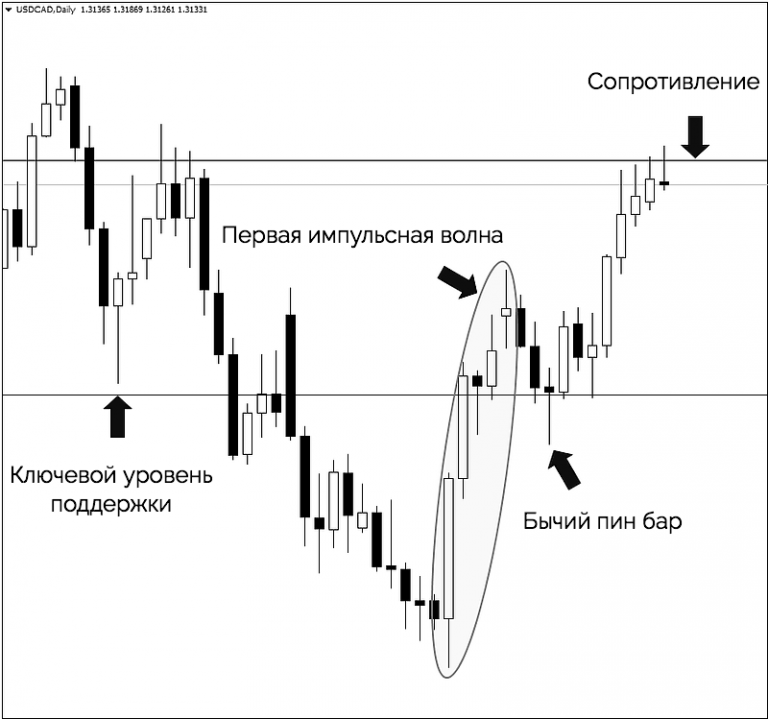 USDCAD,Daily 1.31365 1.31869 1.31261 1.31331
Сопротивление
Первая импульсная волна
Ключевой уровень
поддержки
Бычий пин бар